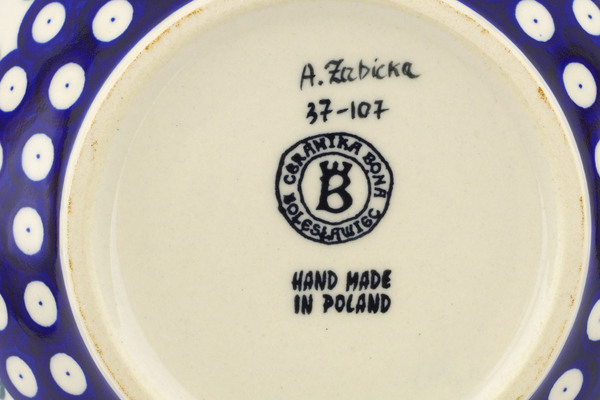 A. Zabicka
37-107
CERAMIKA BONA
BOLESŁAWIEC
B
HAND MADE
IN POLAND